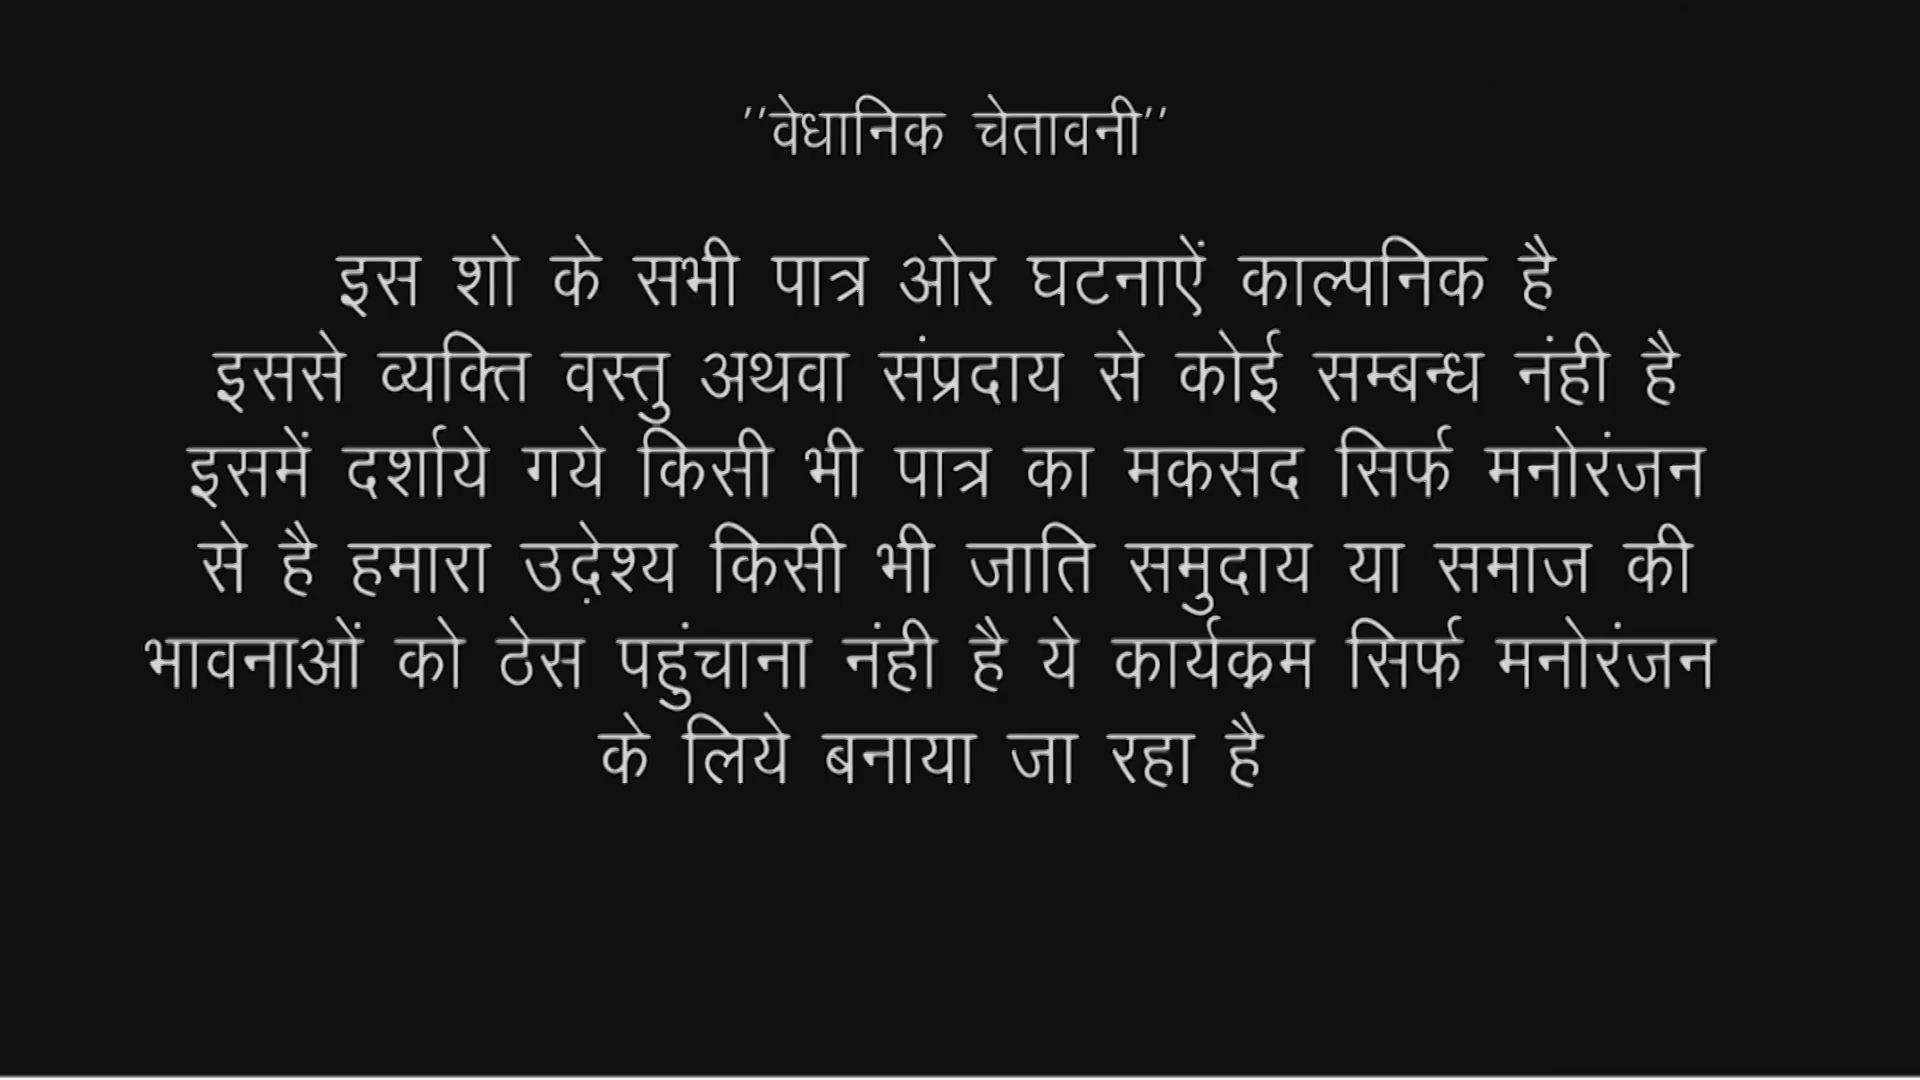 ''वेधानिक चेतावनी''
इस शो के सभी पात्र ओर घटनाऐं काल्पनिक है
इससे व्यक्ति वस्तु अथवा संप्रदाय से कोई सम्बन्ध नंही है
इसमें दर्शाये गये किसी भी पात्र का मकसद सिर्फ मनोरंजन
से है हमारा उद़ेश्य किसी भी जाति समुदाय या समाज की
भावनाओं को ठेस पहुंचाना नंही है ये कार्यक्रम सिर्फ मनोरंजन
के लिये बनाया जा रहा है